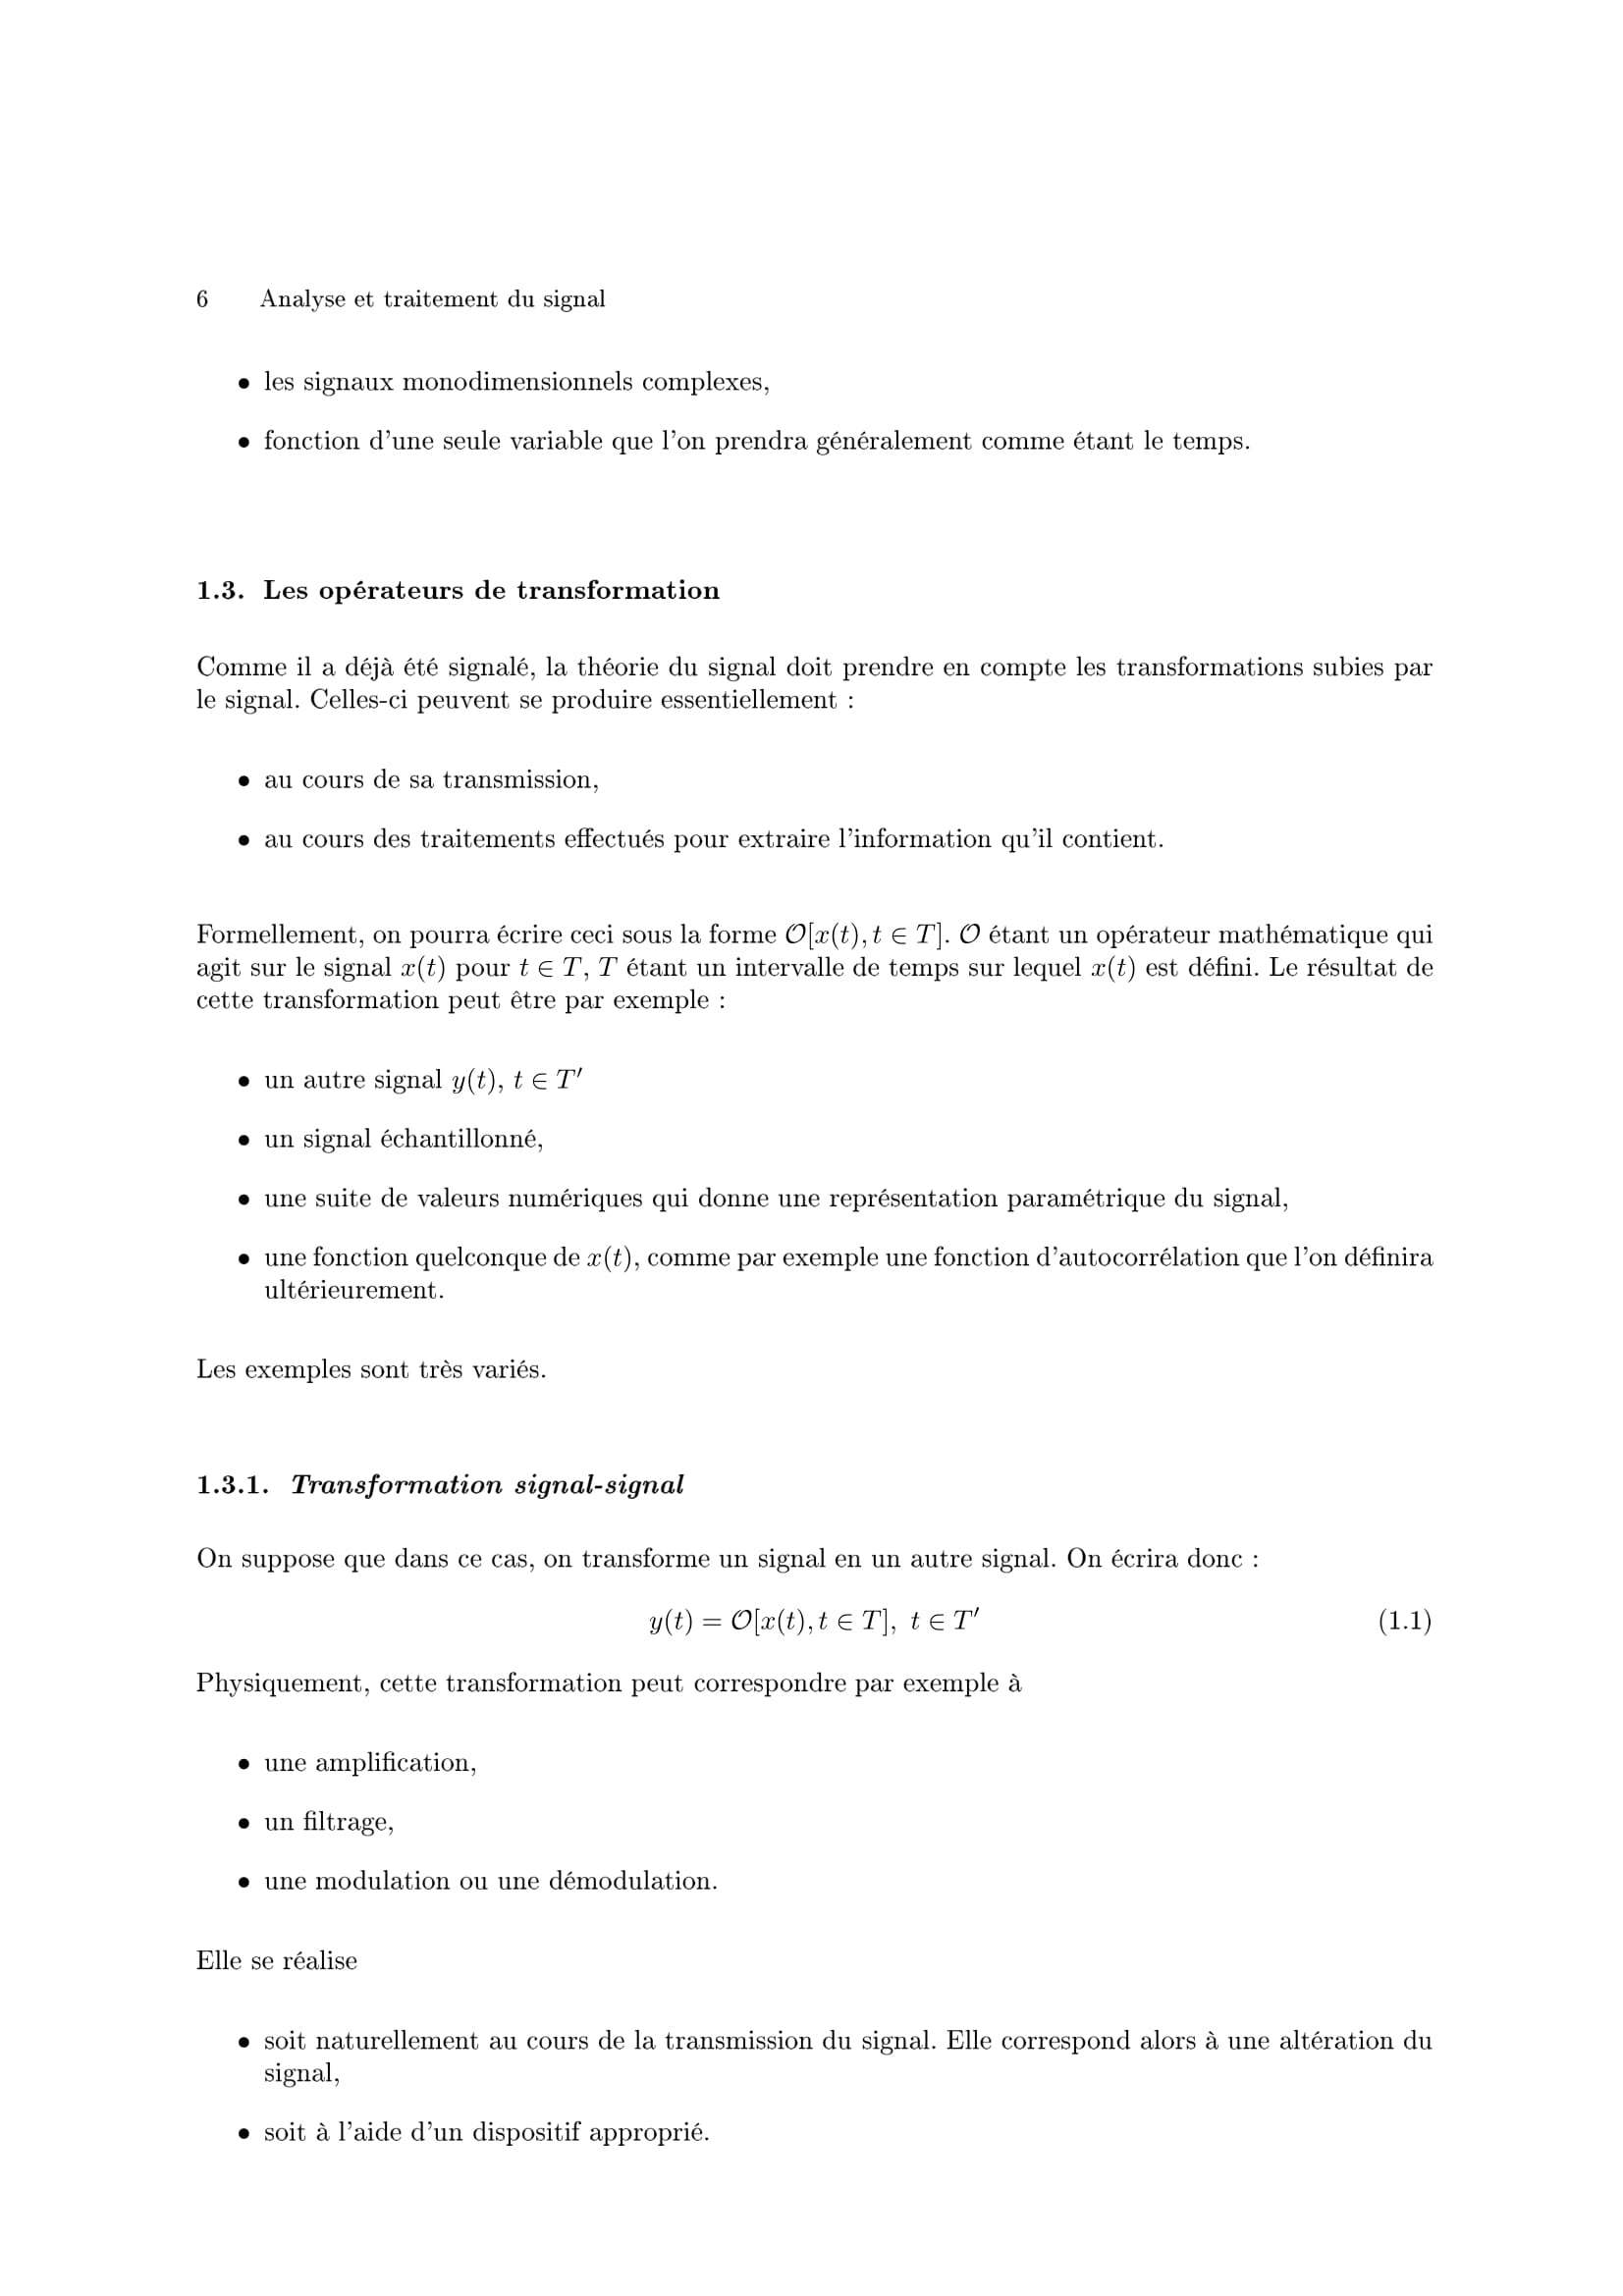 6 Analyse et traitement du signal
• les signaux monodimensionnels complexes,
• fonction d'une seule variable que l'on prendra généralement comme étant le temps.
1.3. Les opérateurs de transformation
Comme il a déjà été signalé, la théorie du signal doit prendre en compte les transformations subies par
le signal. Celles-ci peuvent se produire essentiellement :
• au cours de sa transmission,
• au cours des traitements effectués pour extraire l'information qu'il contient.
Formellement, on pourra écrire ceci sous la forme 𝒪[x(t), t ∈ T]. 𝒪 étant un opérateur mathématique qui
agit sur le signal x(t) pour t ∈ T, T étant un intervalle de temps sur lequel x(t) est défini. Le résultat de
cette transformation peut être par exemple :
• un autre signal y(t), t ∈ T′
• un signal échantillonné,
• une suite de valeurs numériques qui donne une représentation paramétrique du signal,
• une fonction quelconque de x(t), comme par exemple une fonction d'autocorrélation que l'on définira
ultérieurement.
Les exemples sont très variés.
1.3.1. Transformation signal-signal
On suppose que dans ce cas, on transforme un signal en un autre signal. On écrira donc :
y(t) = 𝒪[x(t), t ∈ T], t ∈ T′ (1.1)
Physiquement, cette transformation peut correspondre par exemple à
• une amplification,
• un filtrage,
• une modulation ou une démodulation.
Elle se réalise
• soit naturellement au cours de la transmission du signal. Elle correspond alors à une altération du
signal,
• soit à l'aide d'un dispositif approprié.